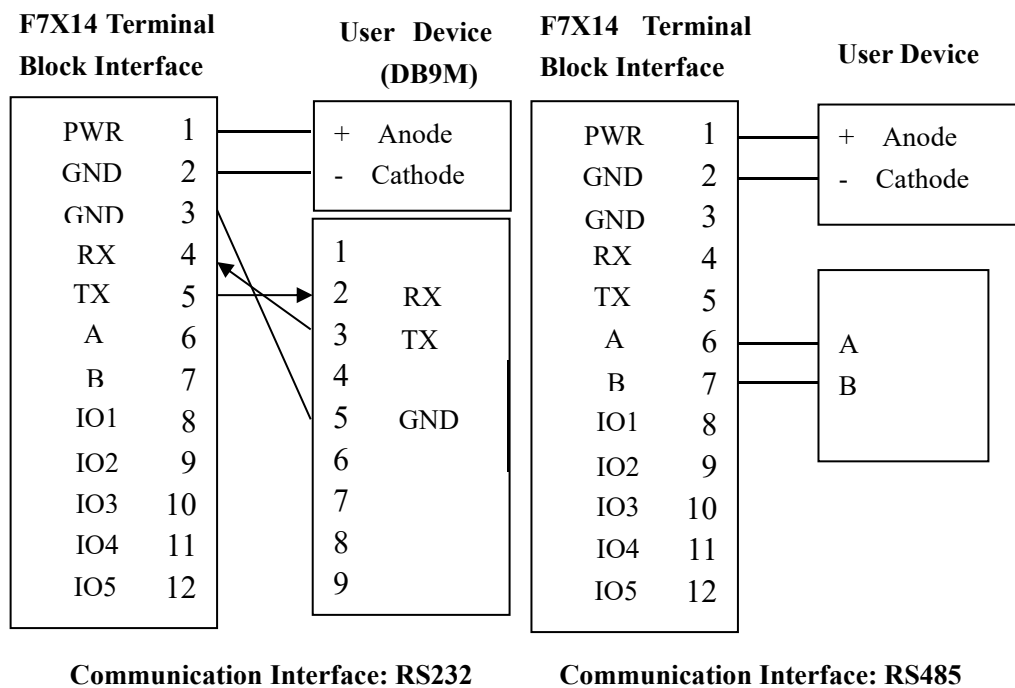 F7X14 Terminal
Block Interface
PWR 1
GND 2
GND 3
RX 4
TX 5
A 6
B 7
IO1 8
IO2 9
IO3 10
IO4 11
IO5 12
User Device
(DB9M)
+ Anode
- Cathode
1
2 RX
3 TX
4
5 GND
6
7
8
9
Communication Interface: RS232
F7X14 Terminal
Block Interface
PWR 1
GND 2
GND 3
RX 4
TX 5
A 6
B 7
IO1 8
IO2 9
IO3 10
IO4 11
IO5 12
User Device
+ Anode
- Cathode
A
B
Communication Interface: RS485